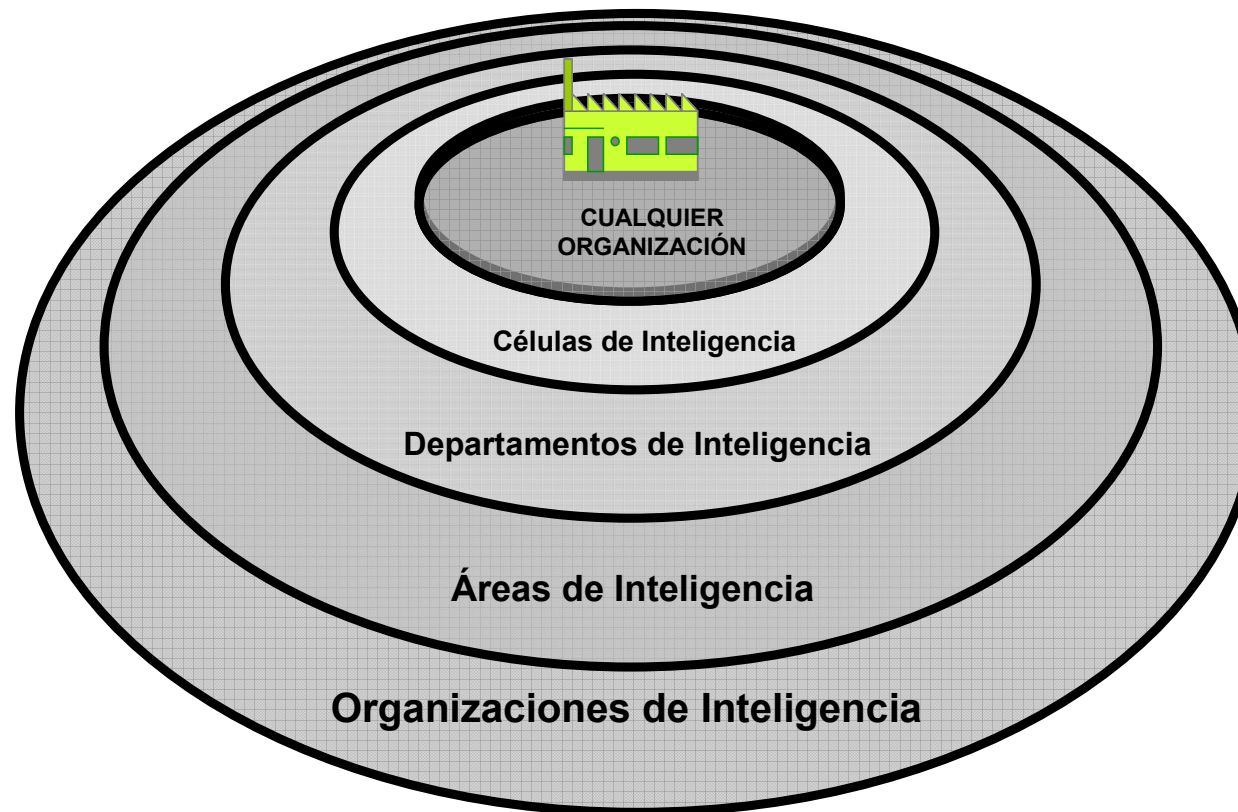 CUALQUIER
ORGANIZACIÓN
Células de Inteligencia
Departamentos de Inteligencia
Áreas de Inteligencia
Organizaciones de Inteligencia